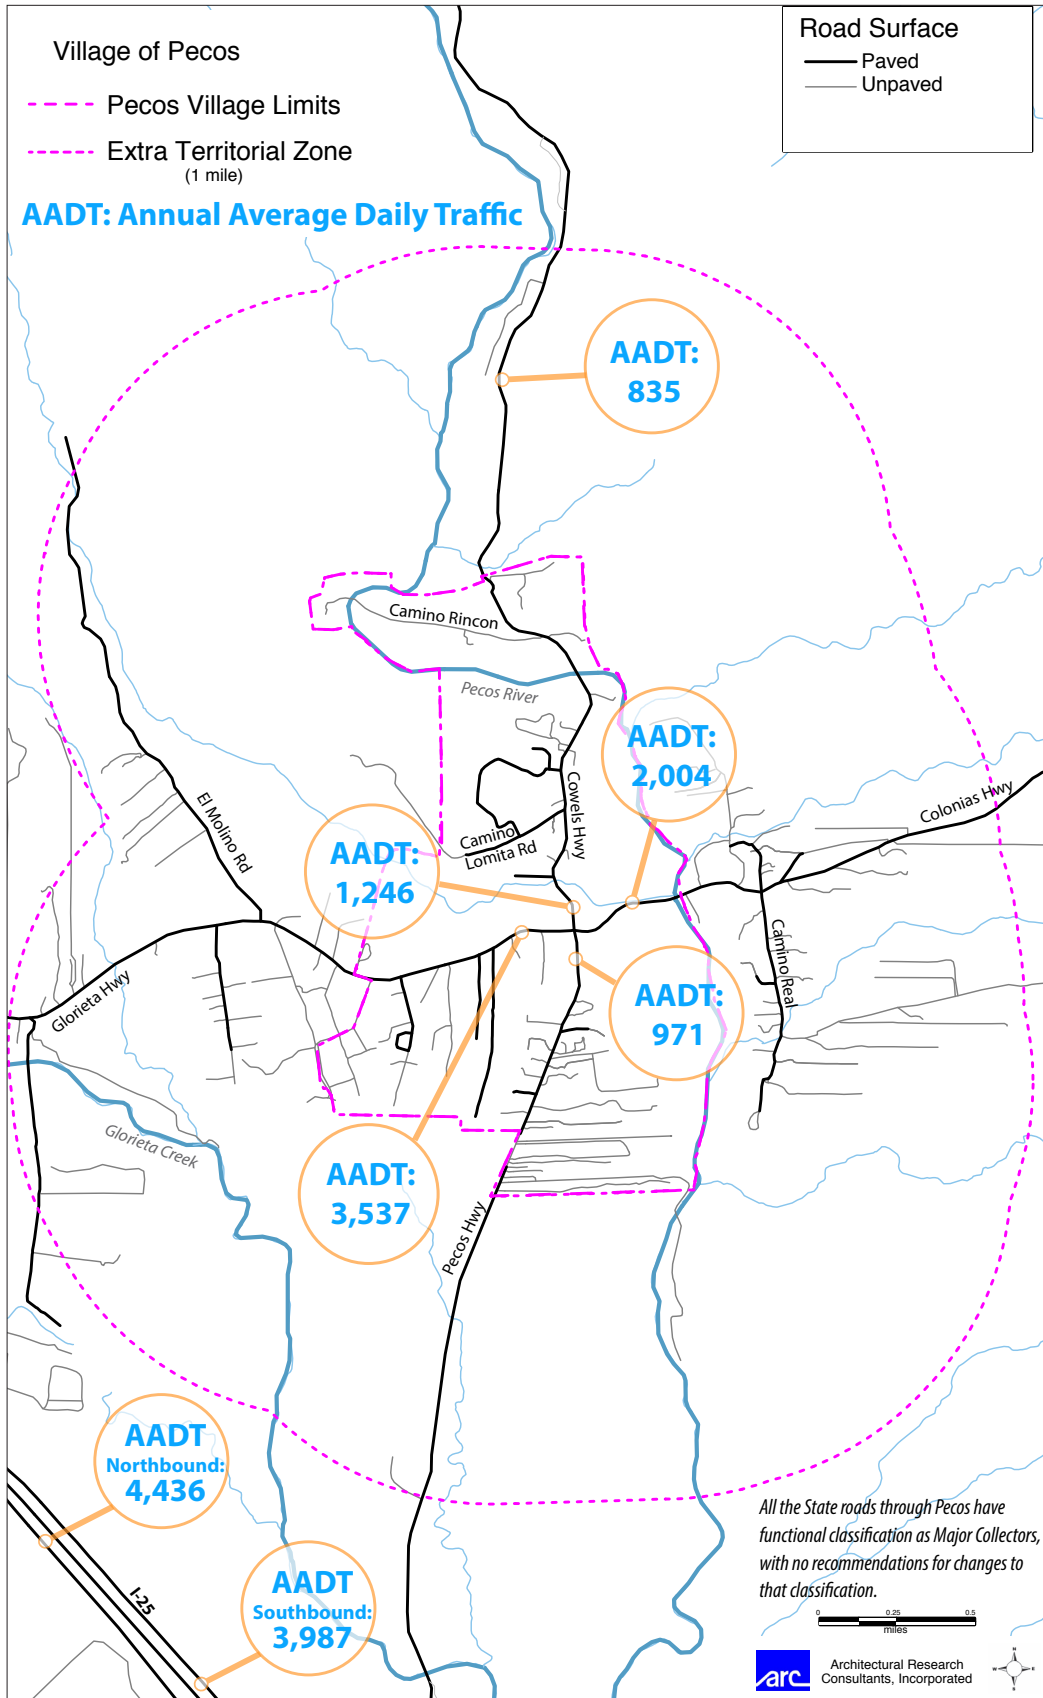 Village of Pecos
Pecos Village Limits
Extra Territorial Zone
(1 mile)
AADT: Annual Average Daily Traffic
Road Surface
Paved
Unpaved
AADT:
835
Camino Rincon
Pecos River
AADT:
2,004
Cowels Hwy
Colonias Hwy
El Molino Rd
Camino
Lomita Rd
AADT:
1,246
Camino Real
Glorieta Hwy
AADT:
971
Glorieta Creek
AADT:
3,537
Pecos Hwy
AADT
Northbound:
4,436
I-25
AADT
Southbound:
3,987
All the State roads through Pecos have
functional classification as Major Collectors,
with no recommendations for changes to
that classification.
0 0.25 0.5
miles
arc
Architectural Research
Consultants, Incorporated
N
W E
S